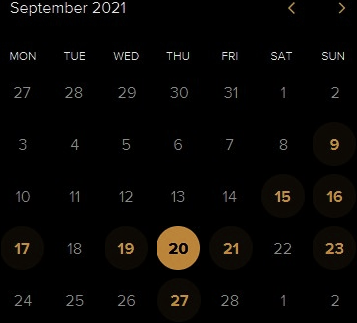 September 2021
MON TUE WED THU FRI SAT SUN
27 28 29 30 31 1 2
3 4 5 6 7 8 9
10 11 12 13 14 15 16
17 18 19 20 21 22 23
24 25 26 27 28 1 2